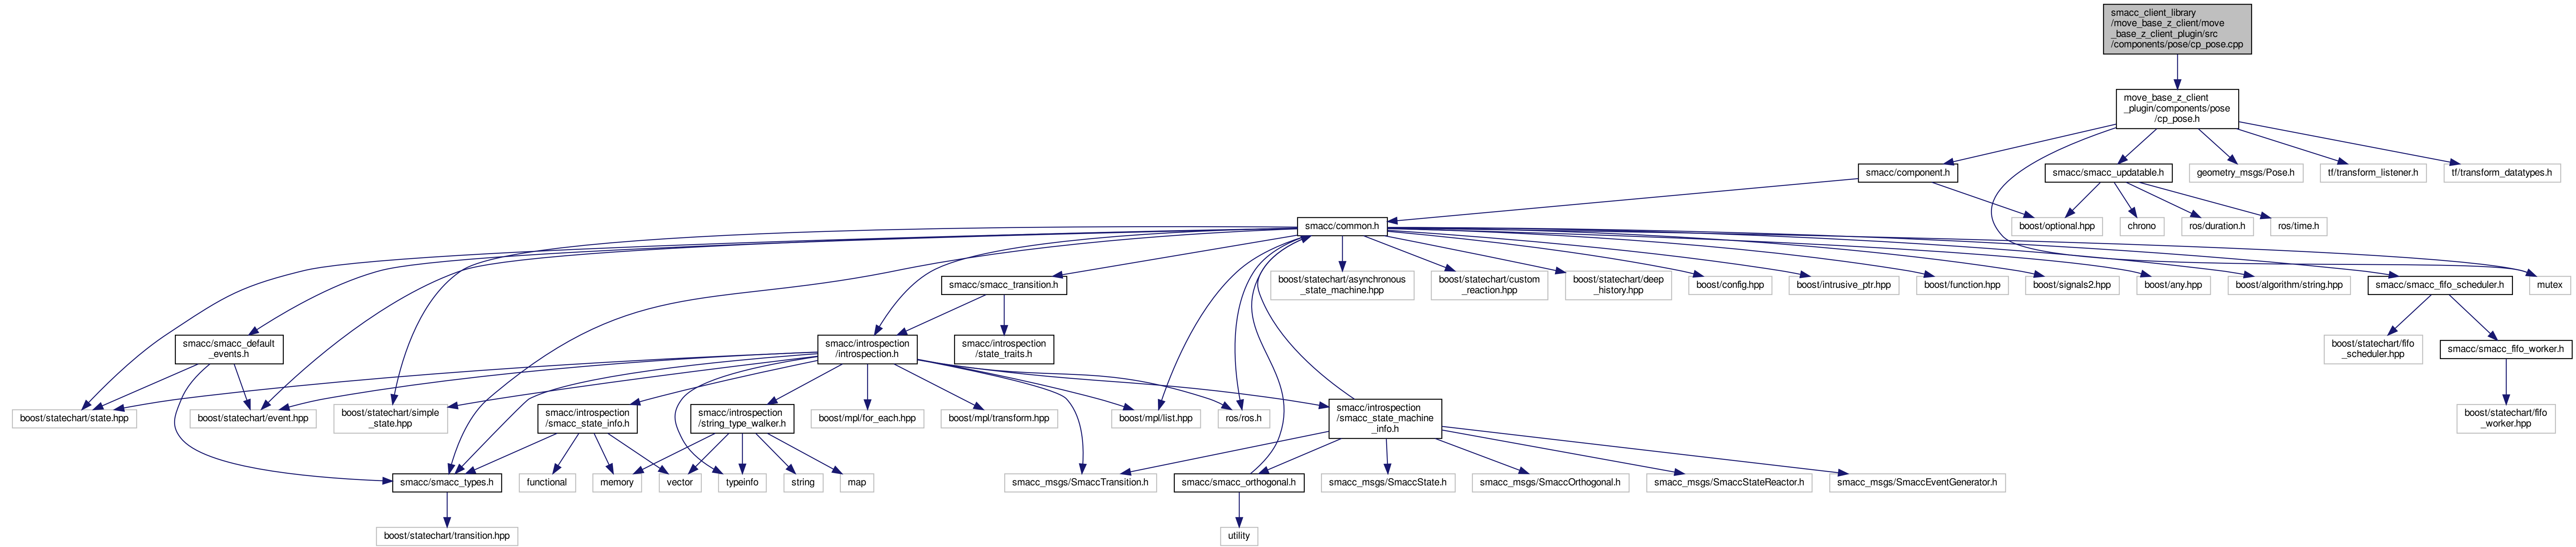 smacc_client_library
/move_base_z_client/move
_base_z_client_plugin/src
/components/pose/cp_pose.cpp
move_base_z_client
_plugin/components/pose
/cp_pose.h
smacc/component.h
smacc/smacc_updatable.h
geometry_msgs/Pose.h
tf/transform_listener.h
tf/transform_datatypes.h
smacc/common.h
boost/optional.hpp
chrono
ros/duration.h
ros/time.h
smacc/smacc_transition.h
boost/statechart/asynchronous
_state_machine.hpp
boost/statechart/custom
_reaction.hpp
boost/statechart/deep
_history.hpp
boost/config.hpp
boost/intrusive_ptr.hpp
boost/function.hpp
boost/signals2.hpp
boost/any.hpp
boost/algorithm/string.hpp
smacc/smacc_fifo_scheduler.h
mutex
smacc/smacc_default
_events.h
smacc/introspection
/introspection.h
smacc/introspection
/state_traits.h
boost/statechart/fifo
_scheduler.hpp
smacc/smacc_fifo_worker.h
boost/statechart/state.hpp
boost/statechart/event.hpp
boost/statechart/simple
_state.hpp
smacc/introspection
/smacc_state_info.h
smacc/introspection
/string_type_walker.h
boost/mpl/for_each.hpp
boost/mpl/transform.hpp
boost/mpl/list.hpp
ros/ros.h
smacc/introspection
/smacc_state_machine
_info.h
boost/statechart/fifo
_worker.hpp
smacc/smacc_types.h
functional
memory
vector
typeinfo
string
map
smacc_msgs/SmaccTransition.h
smacc/smacc_orthogonal.h
smacc_msgs/SmaccState.h
smacc_msgs/SmaccOrthogonal.h
smacc_msgs/SmaccStateReactor.h
smacc_msgs/SmaccEventGenerator.h
boost/statechart/transition.hpp
utility